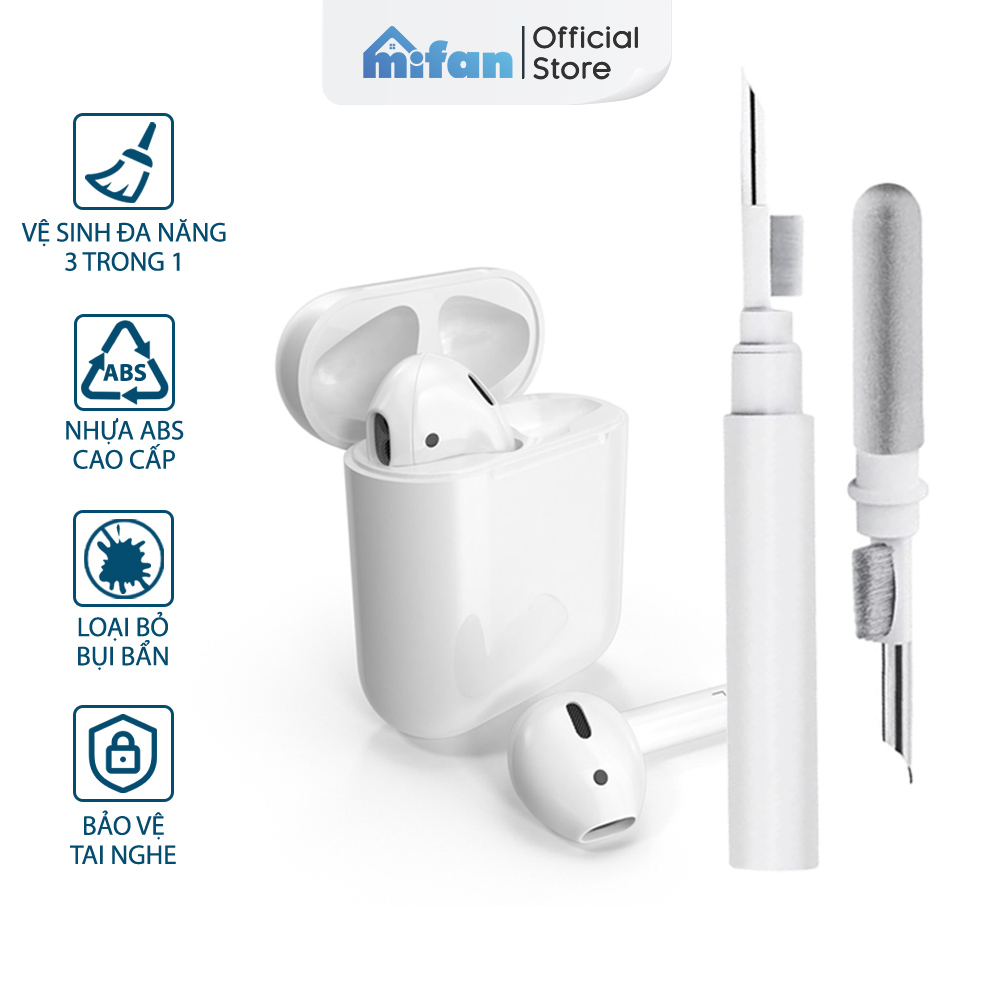 mifan
Official
Store
VỆ SINH ĐA NĂNG
3 TRONG 1
ABS
NHỰA ABS
CAO CẤP
LOẠI BỎ
BỤI BẨN
BẢO VỆ
TAI NGHE